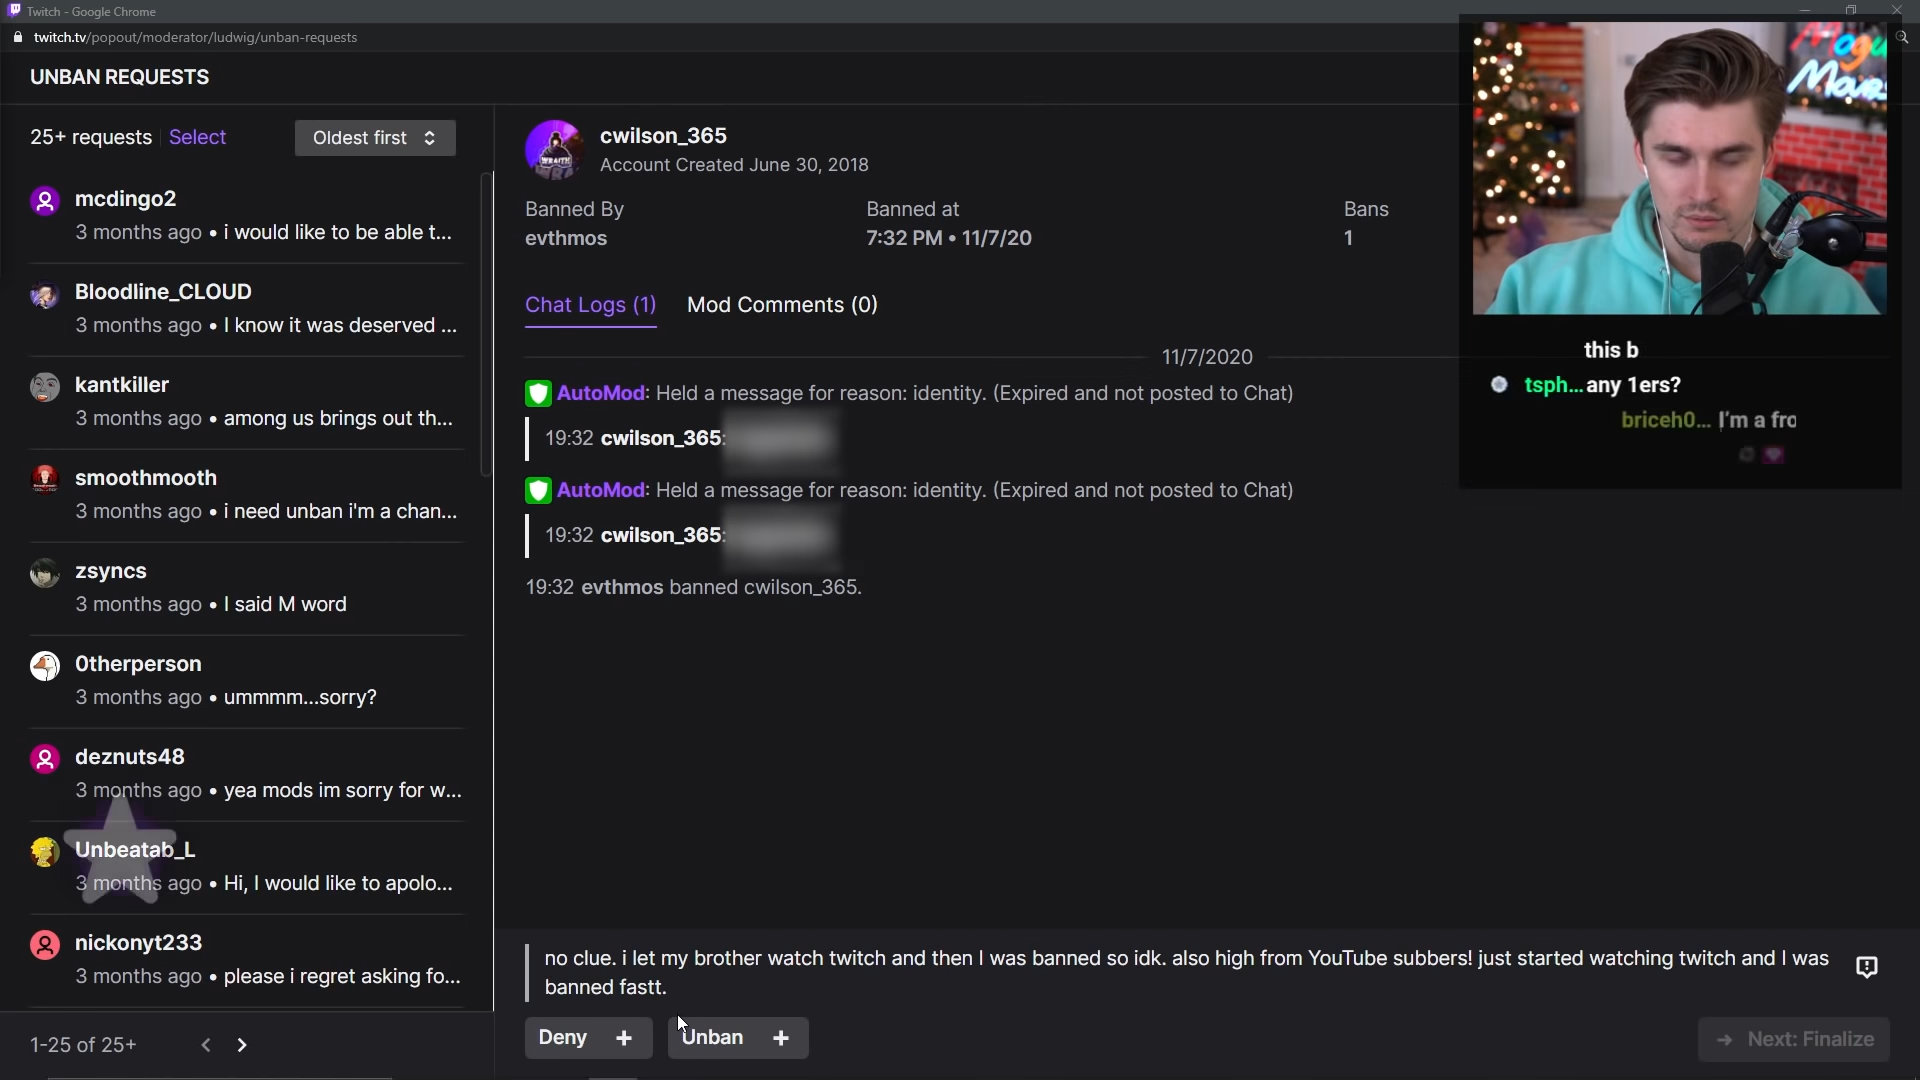 Twitch - Google Chrome
twitch.tv/popout/moderator/ludwig/unban-requests
UNBAN REQUESTS
25+ requests Select Oldest first
mcdingo2
3 months ago • i would like to be able t...
Bloodline_CLOUD
3 months ago • I know it was deserved ...
kantkiller
3 months ago • among us brings out th...
smoothmooth
3 months ago • i need unban i'm a chan...
zsyncs
3 months ago • I said M word
0therperson
3 months ago • ummmm...sorry?
deznuts48
3 months ago • yea mods im sorry for w...
Unbeatab_L
3 months ago • Hi, I would like to apolo...
nickonyt233
3 months ago • please i regret asking fo...
1-25 of 25+
cwilson_365
Account Created June 30, 2018
Banned By Banned at Bans
evthmos 7:32 PM • 11/7/20 1
Chat Logs (1) Mod Comments (0)
11/7/2020
AutoMod: Held a message for reason: identity. (Expired and not posted to Chat)
19:32 cwilson_365:
AutoMod: Held a message for reason: identity. (Expired and not posted to Chat)
19:32 cwilson_365:
19:32 evthmos banned cwilson_365.
no clue. i let my brother watch twitch and then I was banned so idk. also high from YouTube subbers! just started watching twitch and I was
banned fastt.
Deny + Unban +
Next: Finalize
Mogul
Moves
this b
tsph... any 1ers?
briceh0... I'm a fro